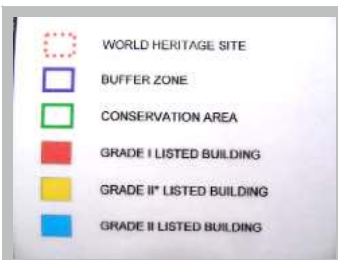 WORLD HERITAGE SITE
BUFFER ZONE
CONSERVATION AREA
GRADE I LISTED BUILDING
GRADE II* LISTED BUILDING
GRADE II LISTED BUILDING